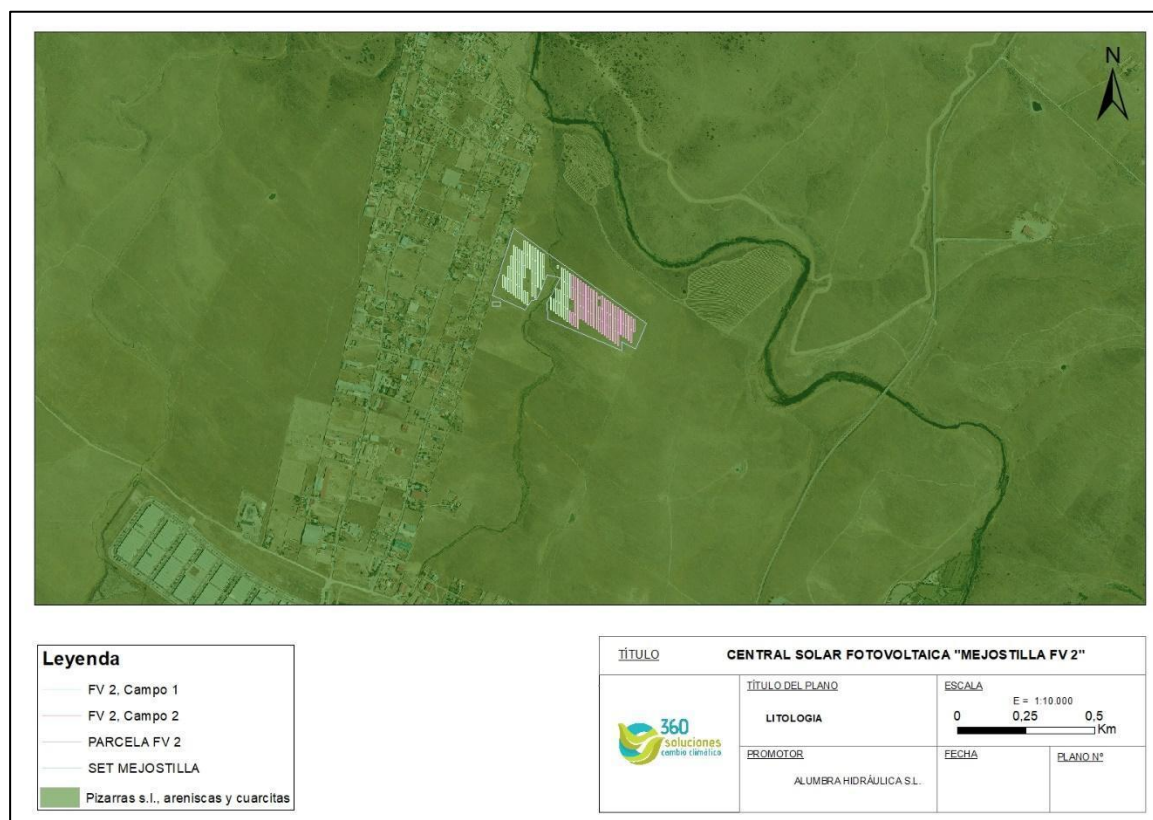 N
Leyenda
FV 2, Campo 1
FV 2, Campo 2
PARCELA FV 2
SET MEJOSTILLA
Pizarras s.l., areniscas y cuarcitas
TÍTULO
CENTRAL SOLAR FOTOVOLTAICA "MEJOSTILLA FV 2"
360
soluciones
cambio climático
TÍTULO DEL PLANO
LITOLOGIA
ESCALA
E = 1:10.000
0 0,25 0,5
Km
PROMOTOR
ALUMBRA HIDRÁULICA S.L.
FECHA
PLANO Nº